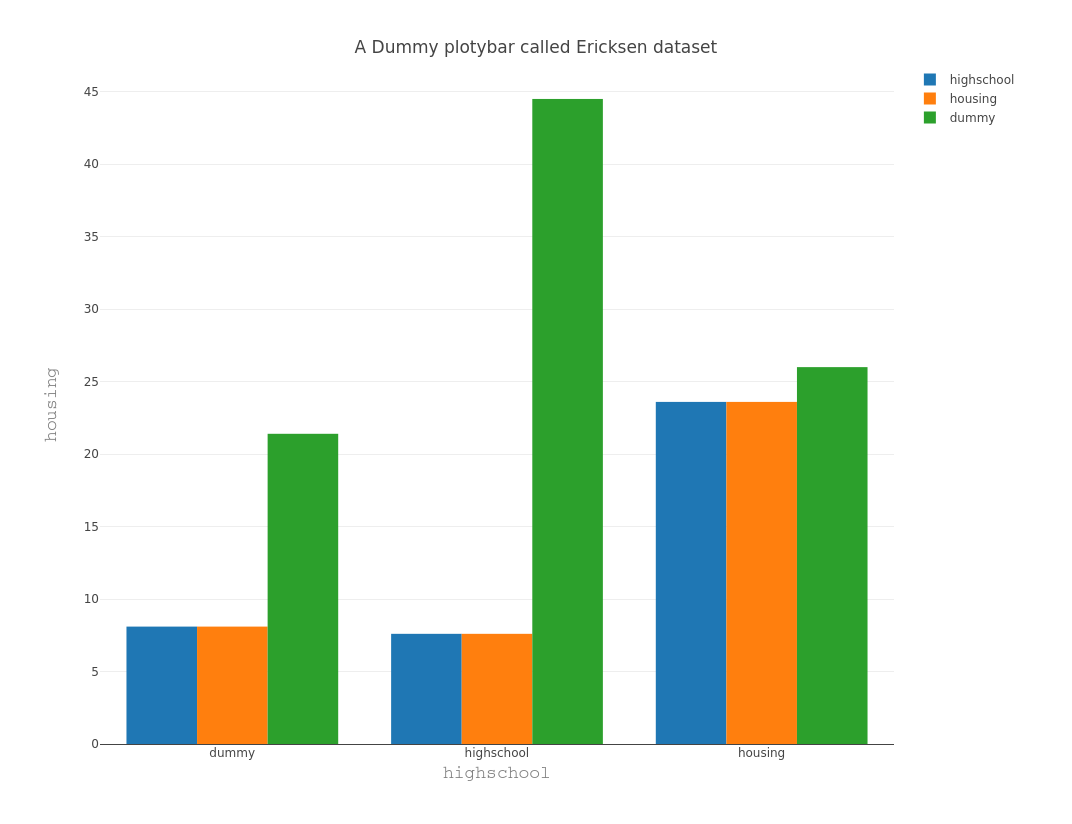 A Dummy plotybar called Ericksen dataset
highschool
housing
dummy
45
40
35
30
25
20
15
10
5
0
housing
dummy highschool housing
highschool